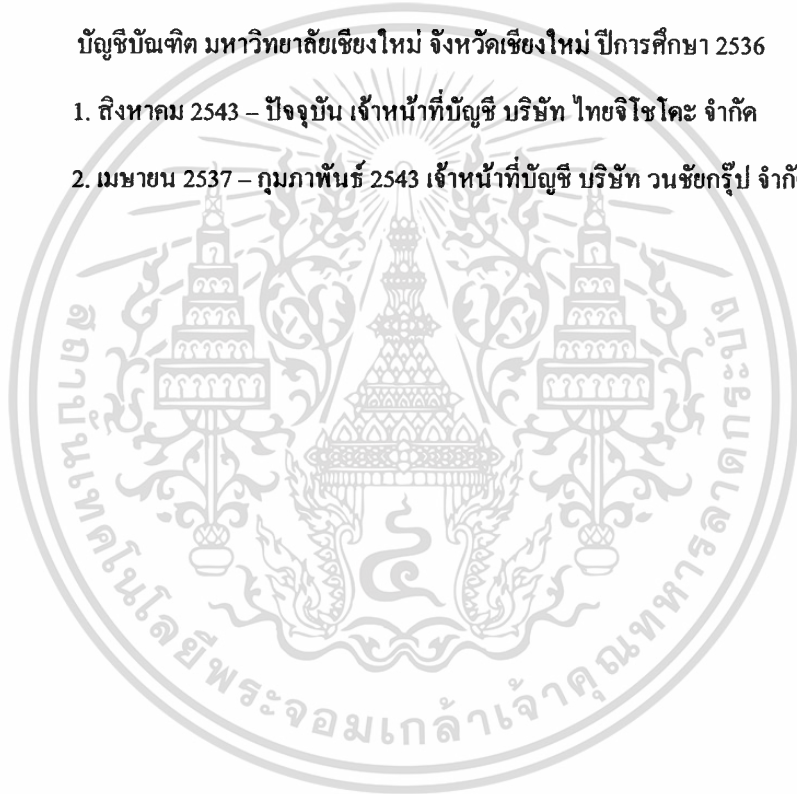 บัญชีบัณฑิต มหาวิทยาลัยเชียงใหม่ จังหวัดเชียงใหม่ ปีการศึกษา 2536
1. สิงหาคม 2543 – ปัจจุบัน เจ้าหน้าที่บัญชี บริษัท ไทยจิโชโคะ จำกัด
2. เมษายน 2537 – กุมภาพันธ์ 2543 เจ้าหน้าที่บัญชี บริษัท วนชัยกรุ๊ป จำกั
สถาบันเทคโนโลยีพระจอมเกล้าเจ้าคุณทหารลาดกระบัง